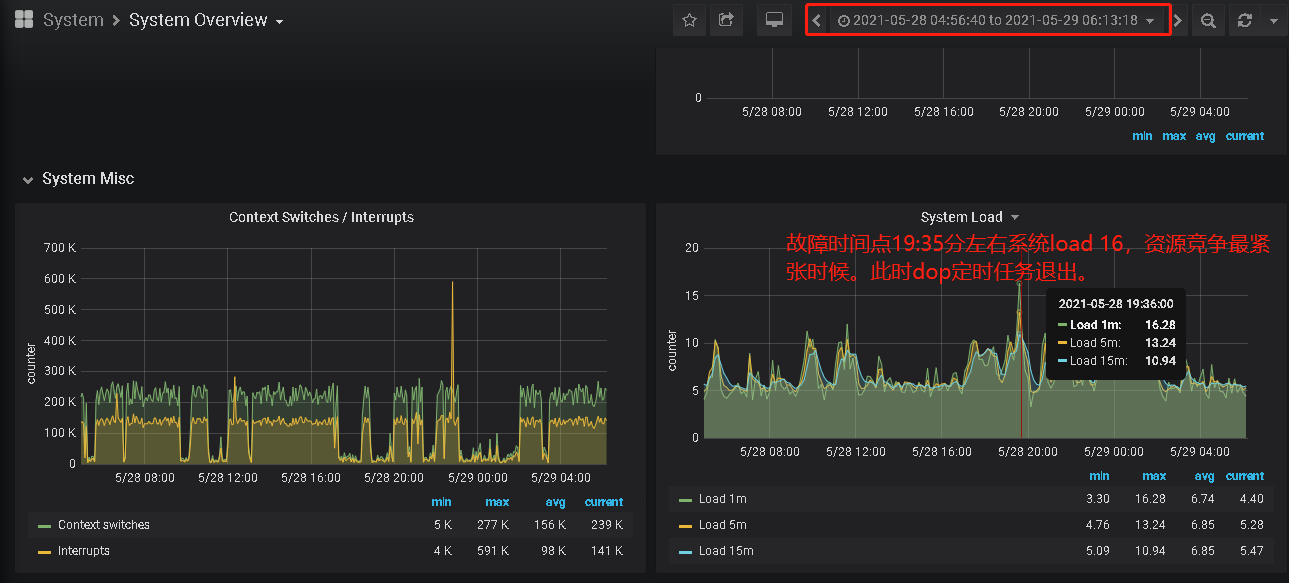 System > System Overview
2021-05-28 04:56:40 to 2021-05-29 06:13:18
0
5/28 08:00 5/28 12:00 5/28 16:00 5/28 20:00 5/29 00:00 5/29 04:00
min max avg current
System Misc
Context Switches / Interrupts
700 K
600 K
500 K
400 K
300 K
200 K
100 K
0
counter
5/28 08:00 5/28 12:00 5/28 16:00 5/28 20:00 5/29 00:00 5/29 04:00
min max avg current
Context switches 5 K 277 K 156 K 239 K
Interrupts 4 K 591 K 98 K 141 K
System Load
故障时间点19:35分左右系统load 16，资源竞争最紧
张时候。此时dop定时任务退出。
20
15
10
5
0
counter
2021-05-28 19:36:00
Load 1m: 16.28
Load 5m: 13.24
Load 15m: 10.94
5/28 08:00 5/28 12:00 5/28 16:00 5/28 20:00 5/29 00:00 5/29 04:00
min max avg current
Load 1m 3.30 16.28 6.74 4.40
Load 5m 4.76 13.24 6.85 5.28
Load 15m 5.09 10.94 6.85 5.47